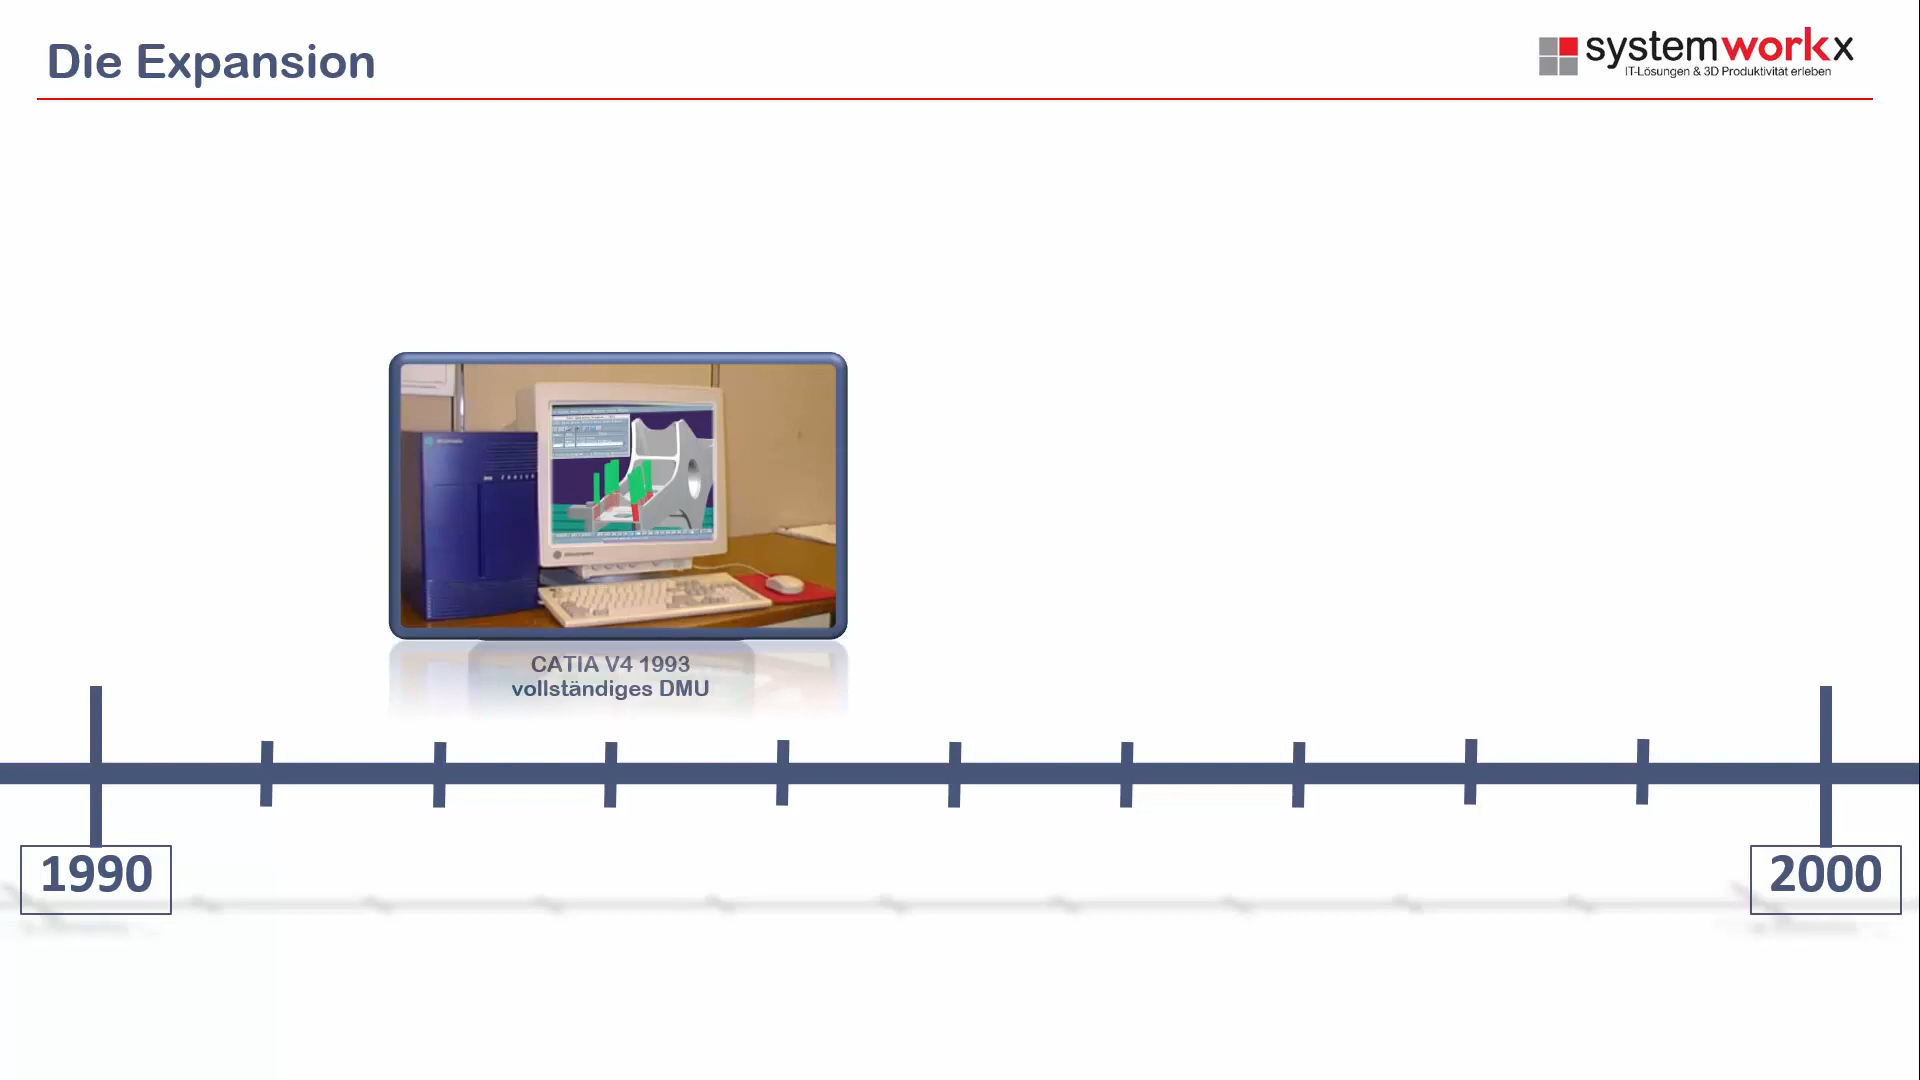 Die Expansion
systemworkx
IT-Lösungen & 3D Produktivität erleben
CATIA V4 1993
vollständiges DMU
1990
2000